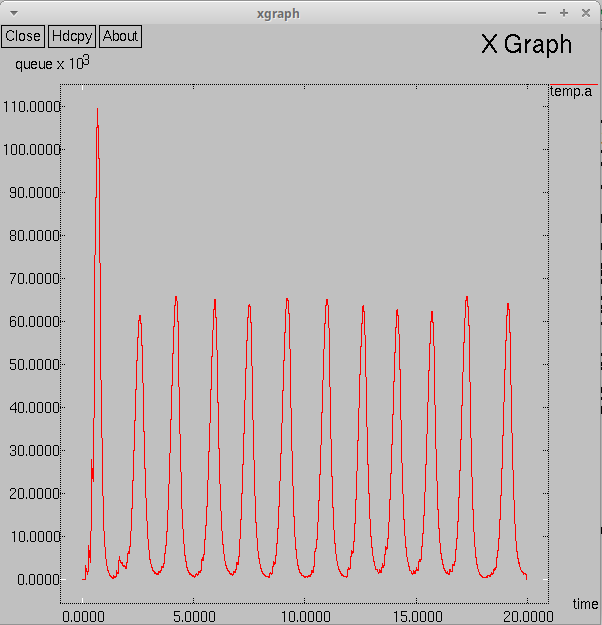 xgraph
Close Hdcpy About
X Graph
queue x 10³
temp.a
110.0000
100.0000
90.0000
80.0000
70.0000
60.0000
50.0000
40.0000
30.0000
20.0000
10.0000
0.0000
time
0.0000 5.0000 10.0000 15.0000 20.0000